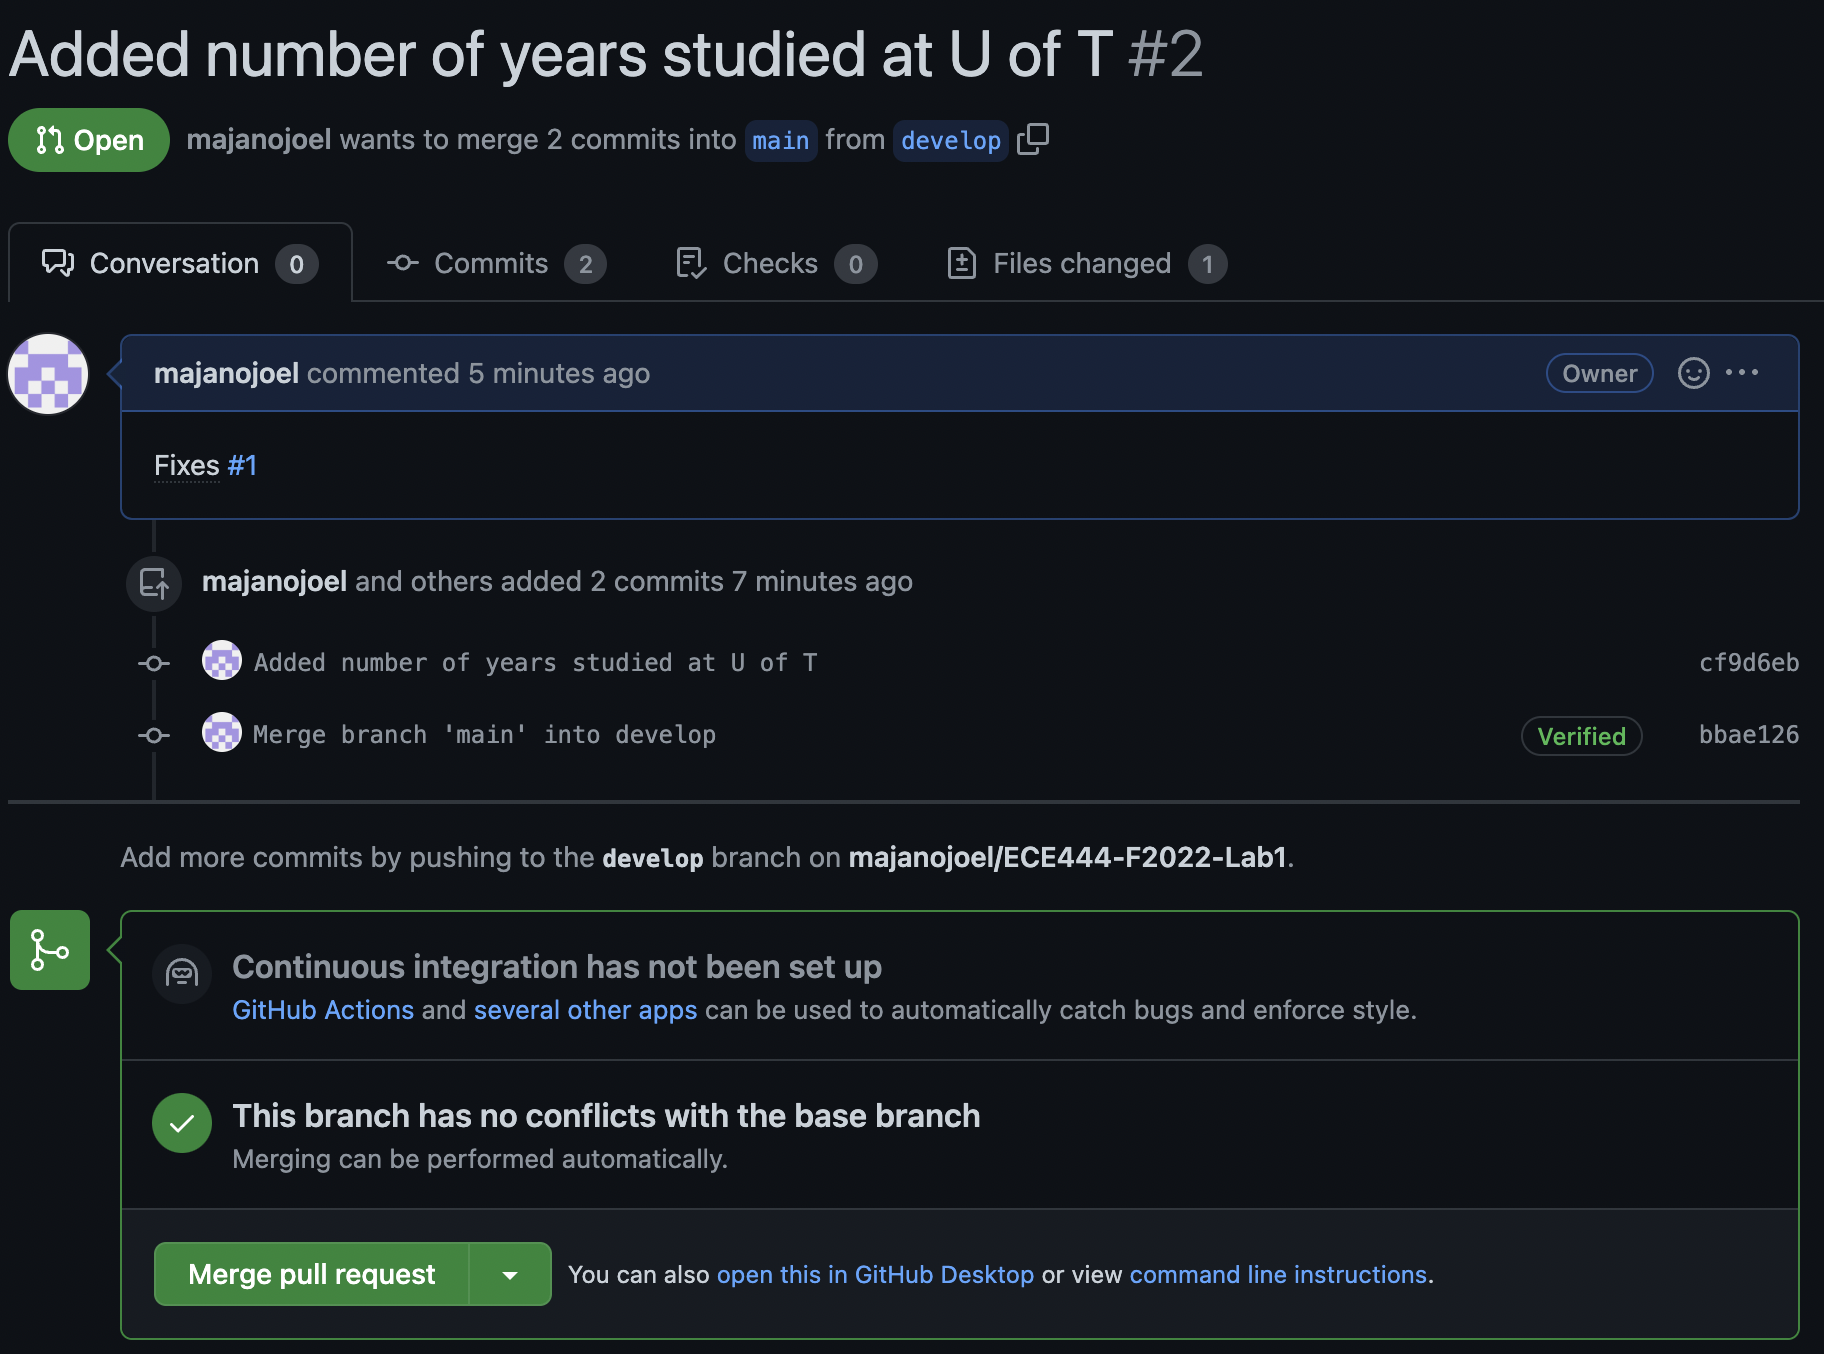 Added number of years studied at U of T #2
Open majanojoel wants to merge 2 commits into main from develop
Conversation 0 Commits 2 Checks 0 Files changed 1
majanojoel commented 5 minutes ago Owner
Fixes #1
majanojoel and others added 2 commits 7 minutes ago
Added number of years studied at U of T cf9d6eb
Merge branch 'main' into develop Verified bbae126
Add more commits by pushing to the develop branch on majanojoel/ECE444-F2022-Lab1.
Continuous integration has not been set up
GitHub Actions and several other apps can be used to automatically catch bugs and enforce style.
This branch has no conflicts with the base branch
Merging can be performed automatically.
Merge pull request You can also open this in GitHub Desktop or view command line instructions.